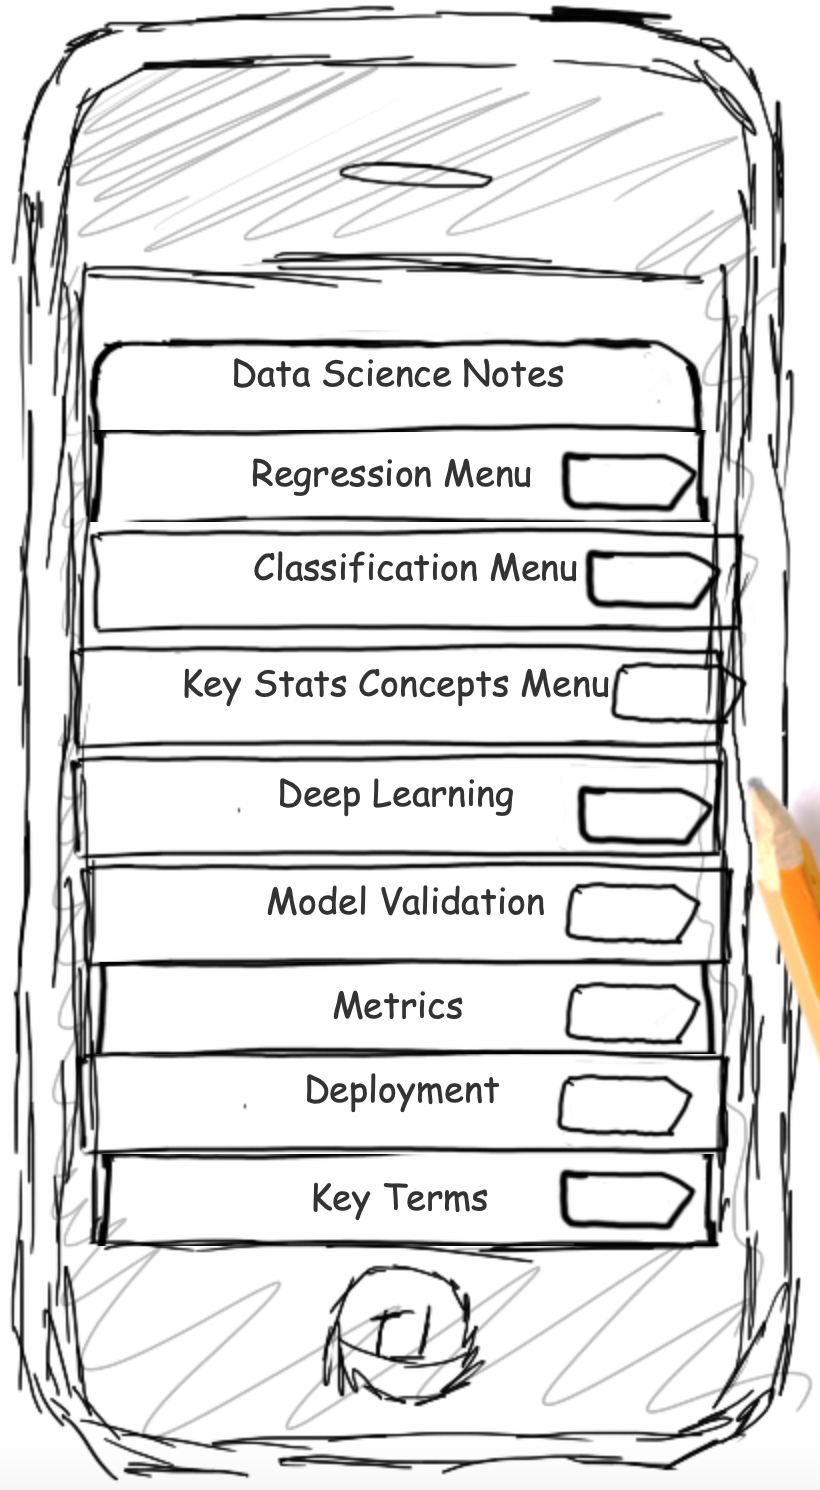 Data Science Notes
Regression Menu
Classification Menu
Key Stats Concepts Menu
Deep Learning
Model Validation
Metrics
Deployment
Key Terms